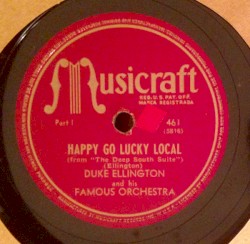 Musicraft
REG. U.S. PAT. OFF.
MARCA REGISTRADA
Part 1
461
(5816)
HAPPY GO LUCKY LOCAL
(from "The Deep South Suite")
(Ellington)
DUKE ELLINGTON
and his
FAMOUS ORCHESTRA